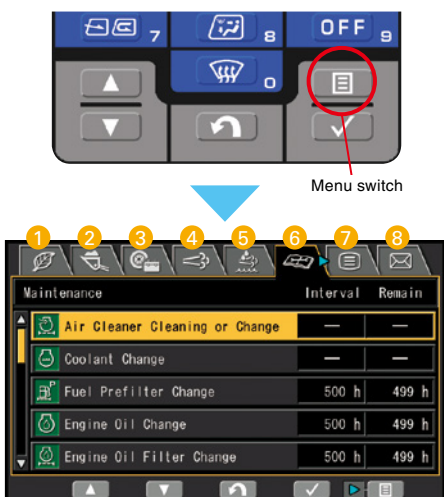 7 8 OFF 9
0
Menu switch
1 2 3 4 5 6 7 8
Maintenance Interval Remain
Air Cleaner Cleaning or Change — —
Coolant Change — —
Fuel Prefilter Change 500 h 499 h
Engine Oil Change 500 h 499 h
Engine Oil Filter Change 500 h 499 h